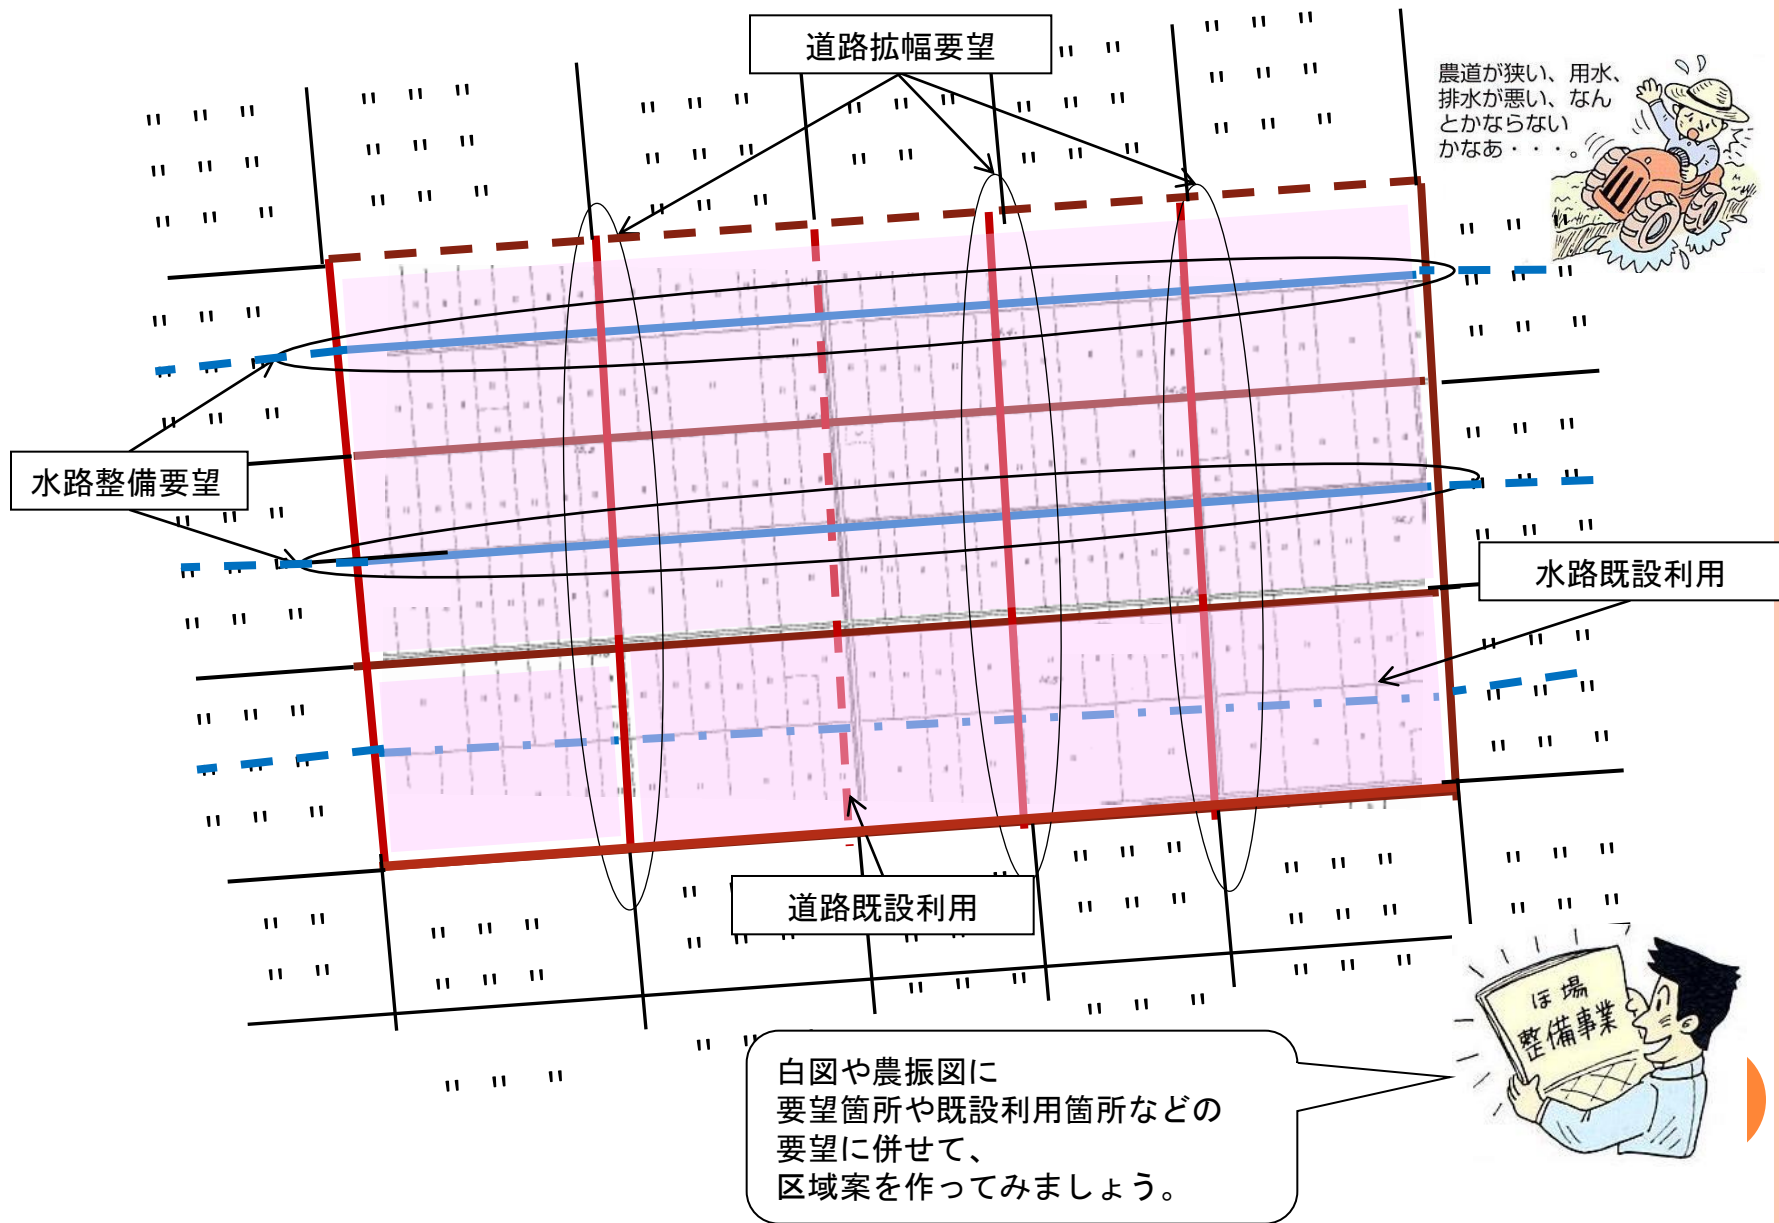 道路拡幅要望
農道が狭い、用水、
排水が悪い、なん
とかならない
かなあ・・・。
水路整備要望
水路既設利用
道路既設利用
ほ場
整備事業
白図や農振図に
要望箇所や既設利用箇所などの
要望に併せて、
区域案を作ってみましょう。